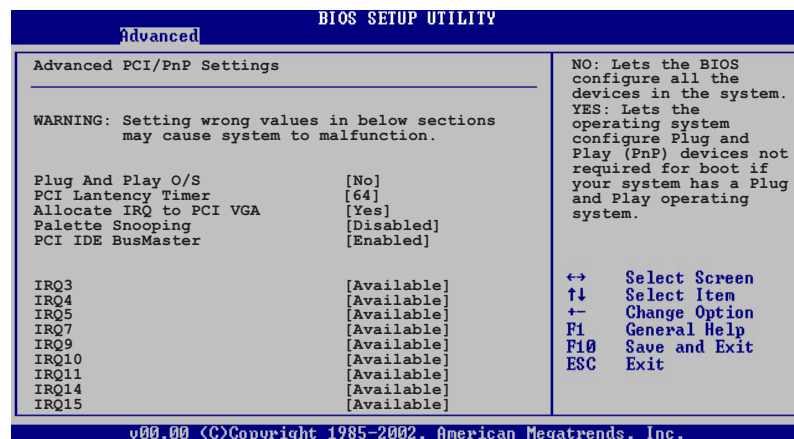 BIOS SETUP UTILITY
Advanced
Advanced PCI/PnP Settings
WARNING: Setting wrong values in below sections
may cause system to malfunction.
Plug And Play O/S [No]
PCI Lantency Timer [64]
Allocate IRQ to PCI VGA [Yes]
Palette Snooping [Disabled]
PCI IDE BusMaster [Enabled]
IRQ3 [Available]
IRQ4 [Available]
IRQ5 [Available]
IRQ7 [Available]
IRQ9 [Available]
IRQ10 [Available]
IRQ11 [Available]
IRQ14 [Available]
IRQ15 [Available]
NO: Lets the BIOS
configure all the
devices in the system.
YES: Lets the
operating system
configure Plug and
Play (PnP) devices not
required for boot if
your system has a Plug
and Play operating
system.
↔ Select Screen
↑↓ Select Item
+- Change Option
F1 General Help
F10 Save and Exit
ESC Exit
v00.00 (C)Copyright 1985-2002, American Megatrends, Inc.